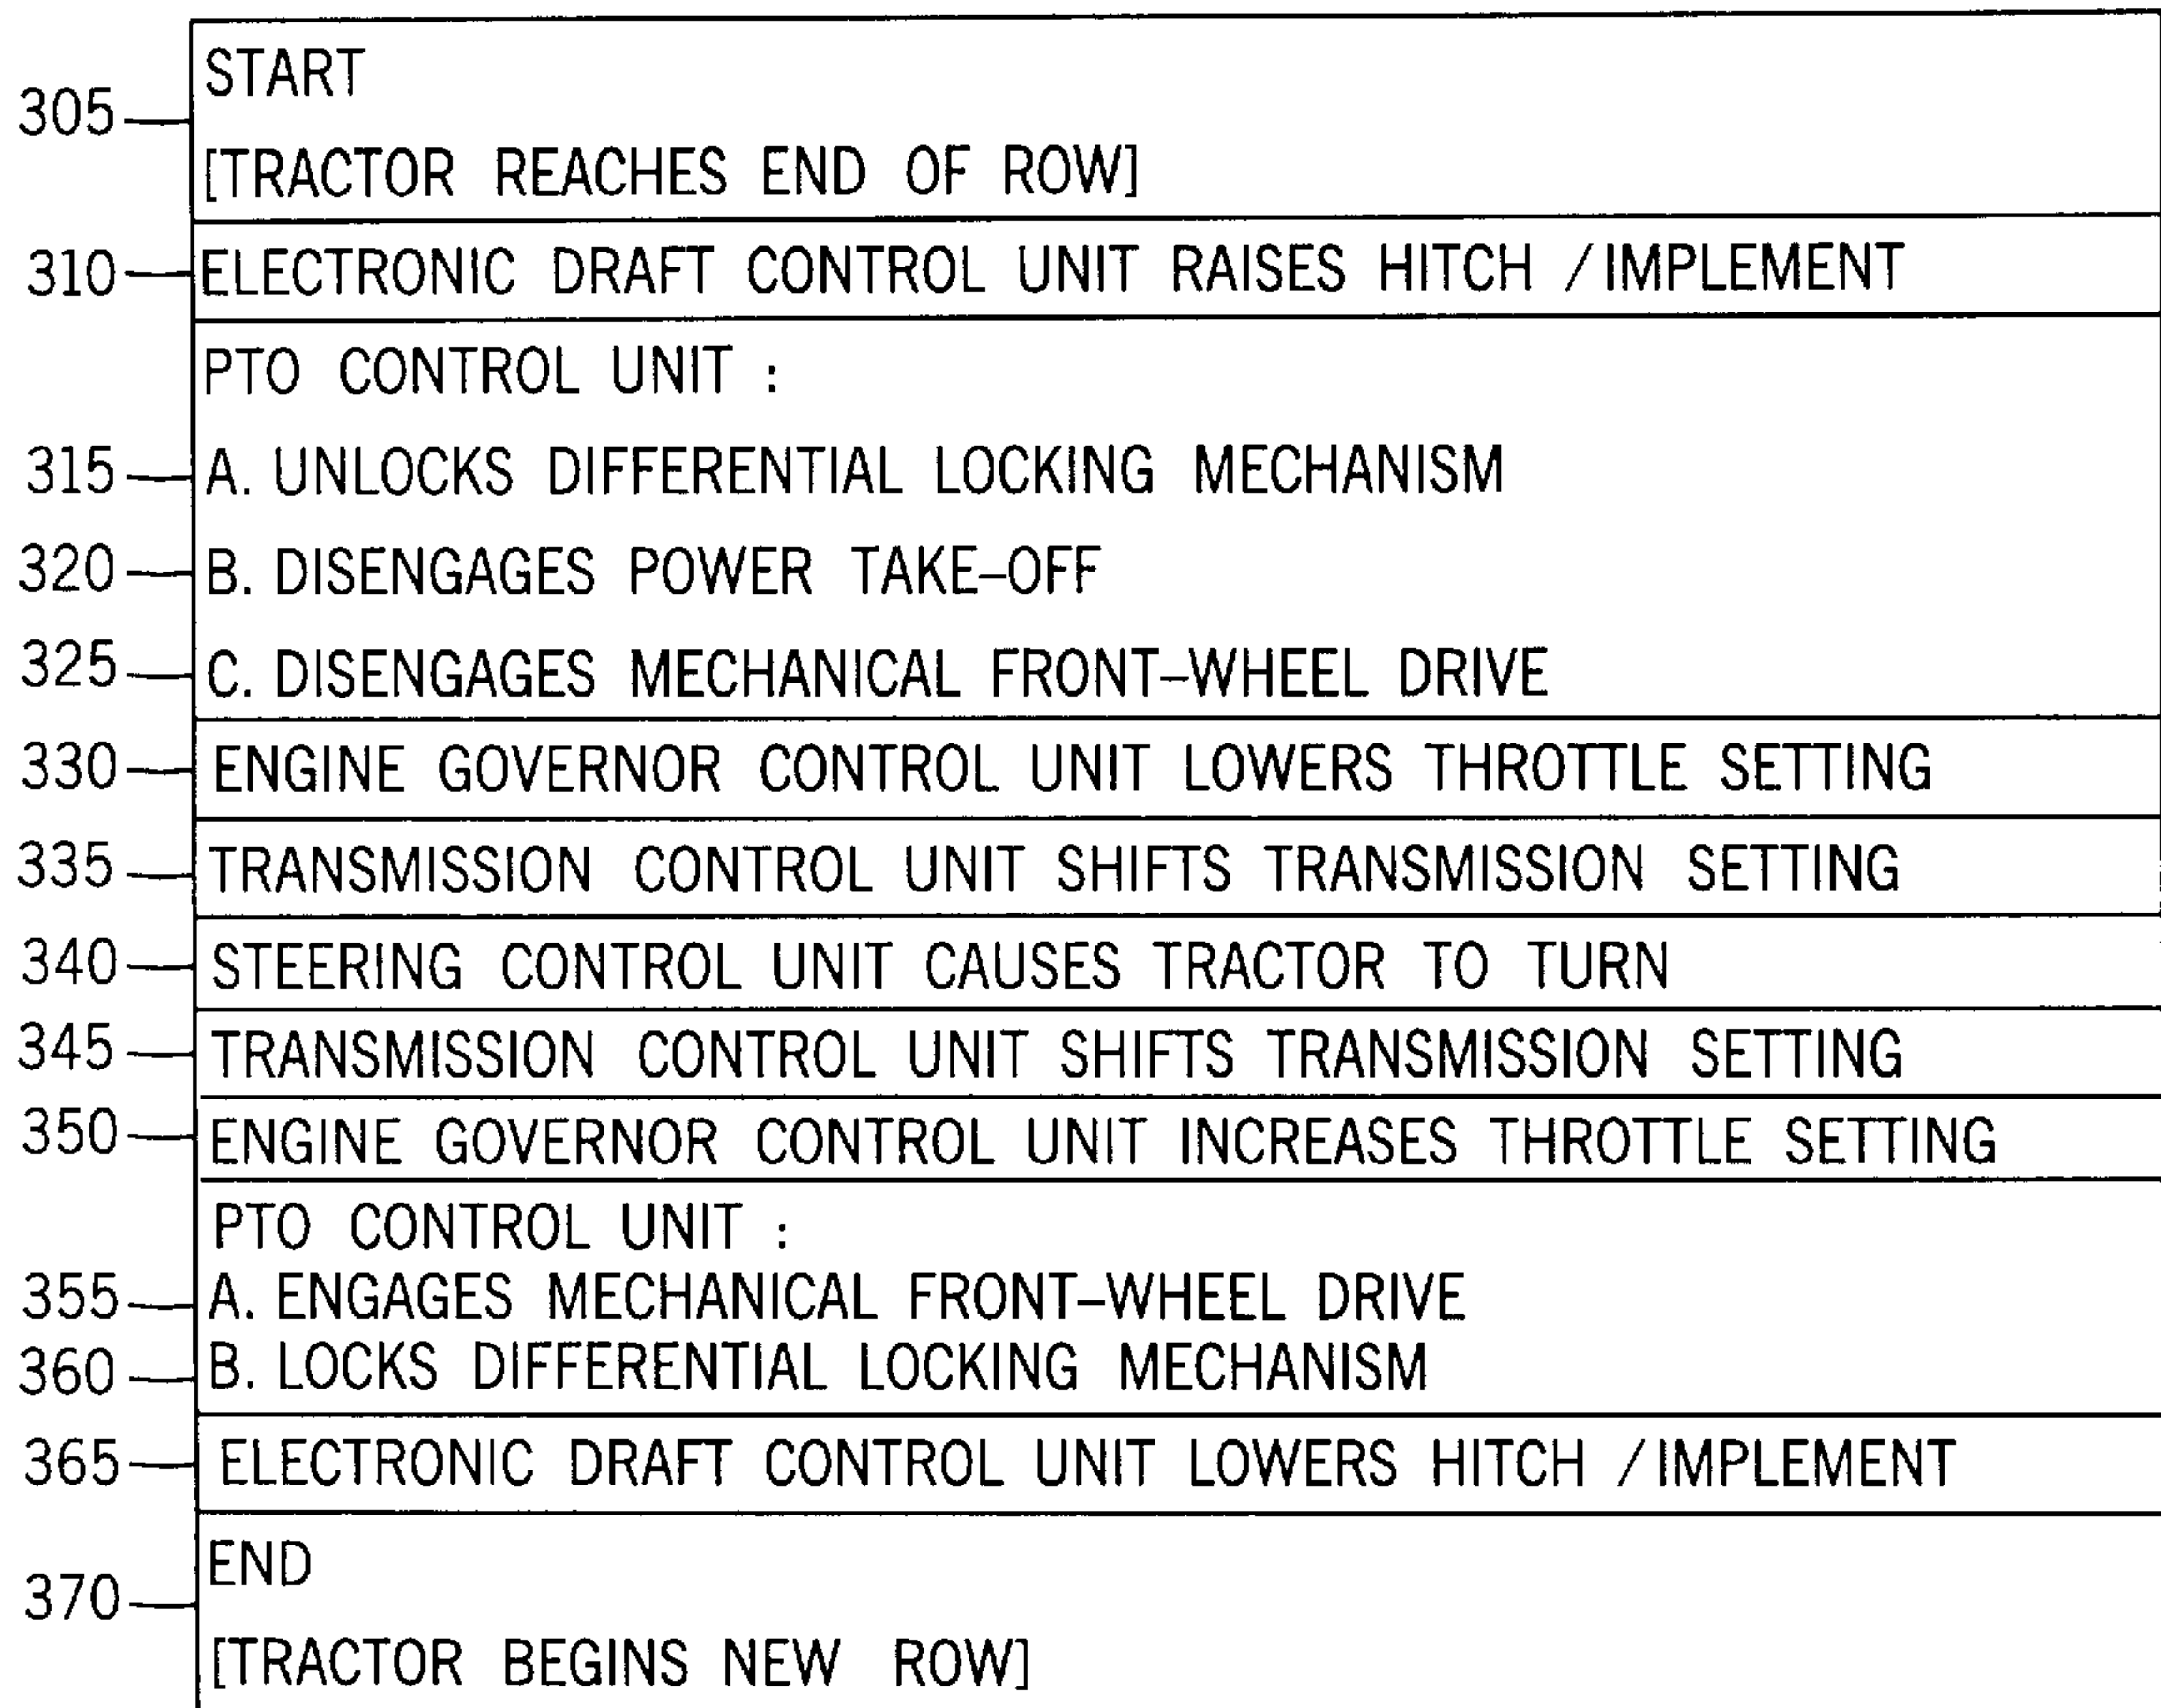 START
305
[TRACTOR REACHES END OF ROW]
310 ELECTRONIC DRAFT CONTROL UNIT RAISES HITCH / IMPLEMENT
PTO CONTROL UNIT :
315 A. UNLOCKS DIFFERENTIAL LOCKING MECHANISM
320 B. DISENGAGES POWER TAKE-OFF
325 C. DISENGAGES MECHANICAL FRONT-WHEEL DRIVE
330 ENGINE GOVERNOR CONTROL UNIT LOWERS THROTTLE SETTING
335 TRANSMISSION CONTROL UNIT SHIFTS TRANSMISSION SETTING
340 STEERING CONTROL UNIT CAUSES TRACTOR TO TURN
345 TRANSMISSION CONTROL UNIT SHIFTS TRANSMISSION SETTING
350 ENGINE GOVERNOR CONTROL UNIT INCREASES THROTTLE SETTING
PTO CONTROL UNIT :
355 A. ENGAGES MECHANICAL FRONT-WHEEL DRIVE
360 B. LOCKS DIFFERENTIAL LOCKING MECHANISM
365 ELECTRONIC DRAFT CONTROL UNIT LOWERS HITCH / IMPLEMENT
END
370
[TRACTOR BEGINS NEW ROW]